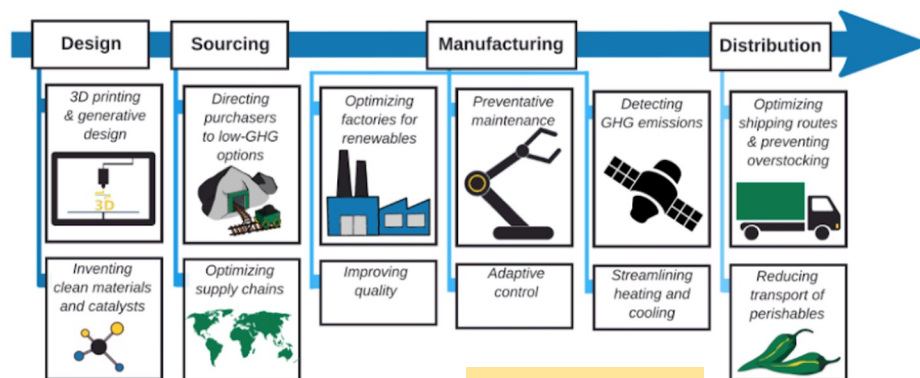 Design
Sourcing
Manufacturing
Distribution
3D printing
& generative
design
3D
Directing
purchasers
to low-GHG
options
Optimizing
factories for
renewables
Preventative
maintenance
Detecting
GHG emissions
Optimizing
shipping routes
& preventing
overstocking
Inventing
clean materials
and catalysts
Optimizing
supply chains
Improving
quality
Adaptive
control
Streamlining
heating and
cooling
Reducing
transport of
perishables